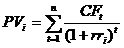 PV_i = \sum_{t=1}^{n} \frac{CF_t}{(1+rr_i)^t}